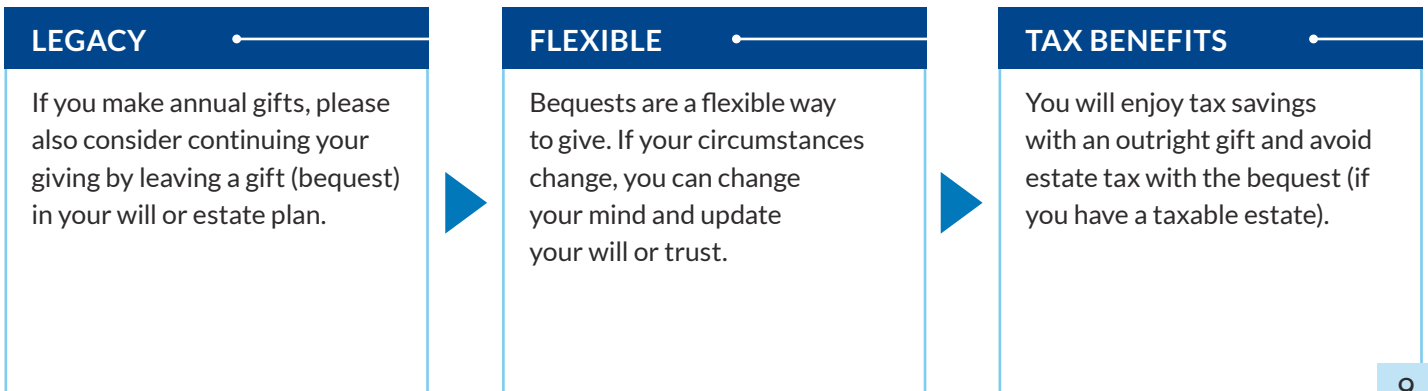 LEGACY
If you make annual gifts, please
also consider continuing your
giving by leaving a gift (bequest)
in your will or estate plan.
FLEXIBLE
Bequests are a flexible way
to give. If your circumstances
change, you can change
your mind and update
your will or trust.
TAX BENEFITS
You will enjoy tax savings
with an outright gift and avoid
estate tax with the bequest (if
you have a taxable estate).